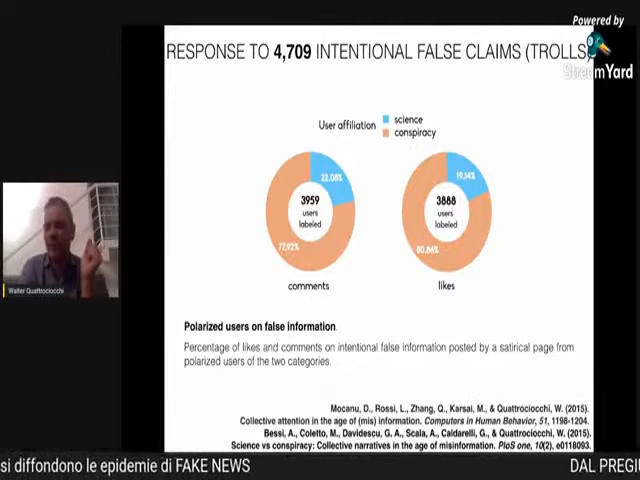 Powered by
StreamYard
RESPONSE TO 4,709 INTENTIONAL FALSE CLAIMS (TROLLS)
User affiliation
science
conspiracy
22.08%
3959
users
labeled
77.92%
comments
19.14%
3888
users
labeled
80.86%
likes
Walter Quattrociocchi
Polarized users on false information.
Percentage of likes and comments on intentional false information posted by a satirical page from
polarized users of the two categories.
Mocanu, D., Rossi, L., Zhang, Q., Karsai, M., & Quattrociocchi, W. (2015).
Collective attention in the age of (mis) information. Computers in Human Behavior, 51, 1198-1204.
Bessi, A., Coletto, M., Davidescu, G. A., Scala, A., Caldarelli, G., & Quattrociocchi, W. (2015).
Science vs conspiracy: Collective narratives in the age of misinformation. PloS one, 10(2), e0118093.
si diffondono le epidemie di FAKE NEWS
DAL PREGIU